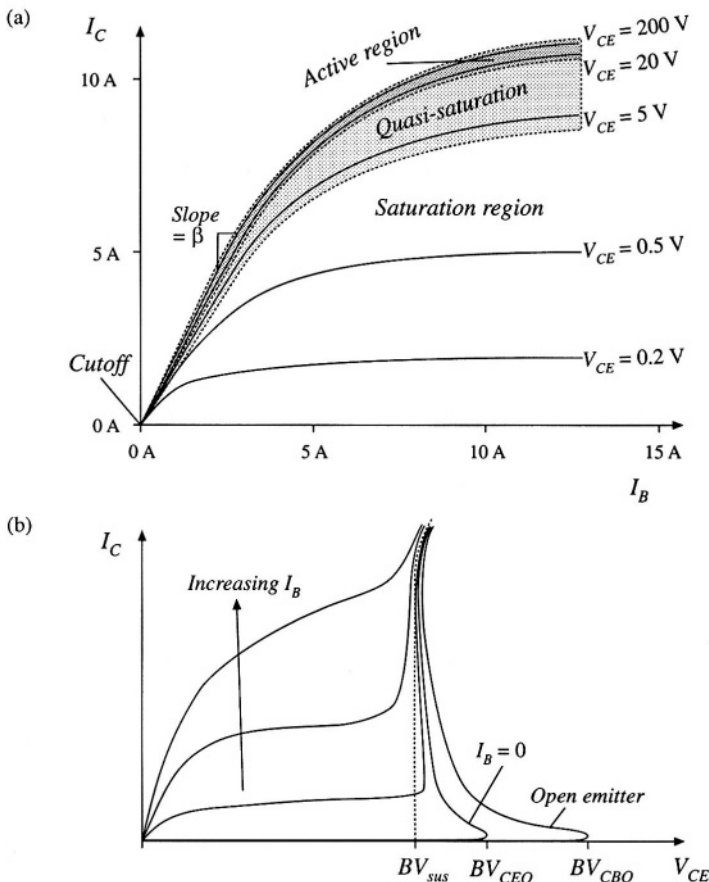 (a)
I_C
V_CE = 200 V
10 A
Active region
V_CE = 20 V
Quasi-saturation
V_CE = 5 V
Slope
= β
Saturation region
5 A
V_CE = 0.5 V
Cutoff
V_CE = 0.2 V
0 A
0 A
5 A
10 A
15 A
I_B
(b)
I_C
Increasing I_B
I_B = 0
Open emitter
BV_sus
BV_CEO
BV_CBO
V_CE